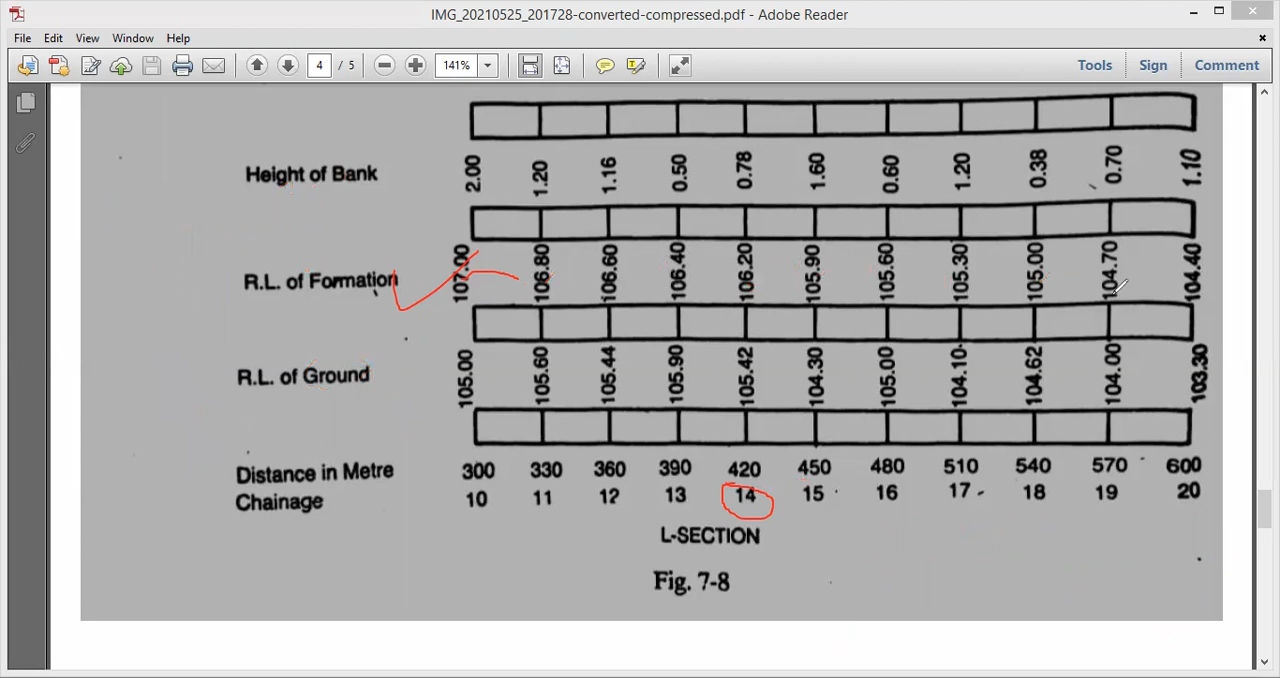 IMG_20210525_201728-converted-compressed.pdf - Adobe Reader
File Edit View Window Help
4 / 5 141% Tools Sign Comment
Height of Bank 2.00 1.20 1.16 0.50 0.78 1.60 0.60 1.20 0.38 0.70 1.10
R.L. of Formation 107.00 106.80 106.60 106.40 106.20 105.90 105.60 105.30 105.00 104.70 104.40
R.L. of Ground 105.00 105.60 105.44 105.90 105.42 104.30 105.00 104.10 104.62 104.00 103.30
Distance in Metre 300 330 360 390 420 450 480 510 540 570 600
Chainage 10 11 12 13 14 15 16 17 18 19 20
L-SECTION
Fig. 7-8